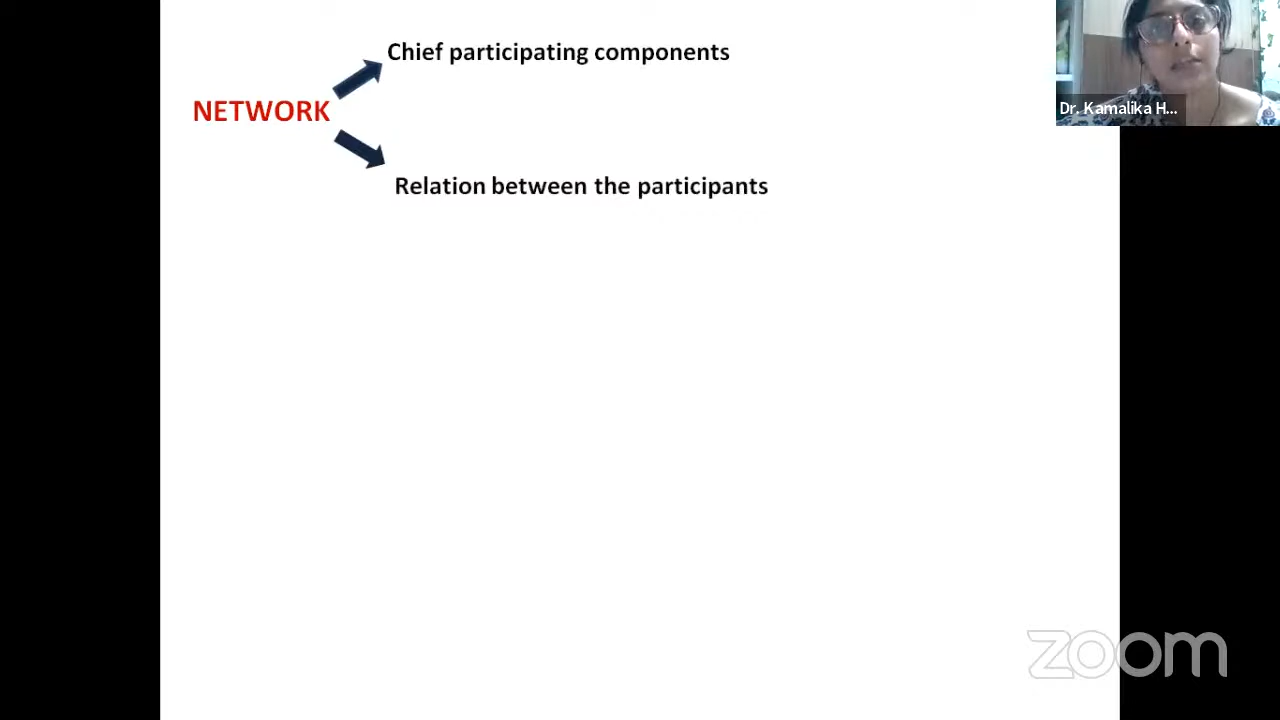 Chief participating components
NETWORK
Relation between the participants
Dr. Kamalika H...
zoom